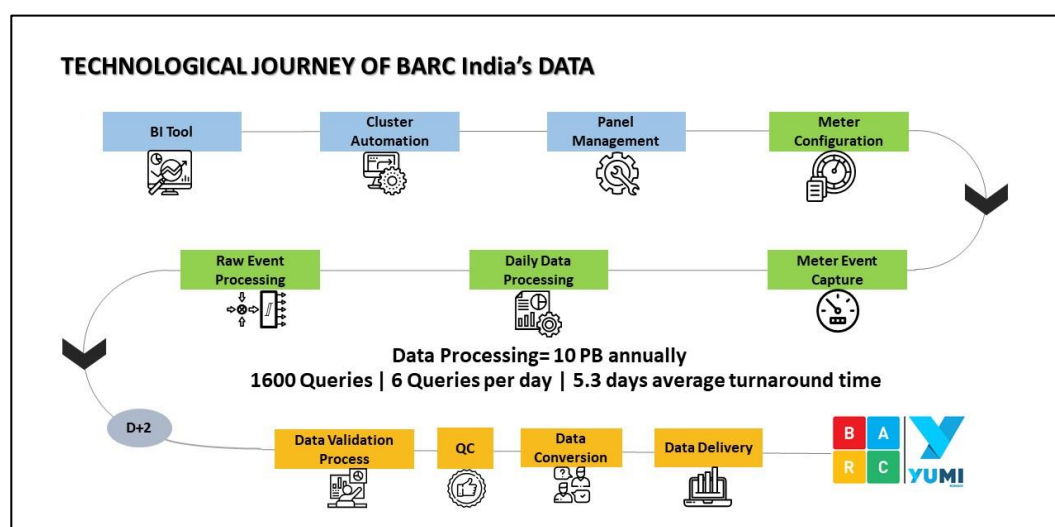 TECHNOLOGICAL JOURNEY OF BARC India's DATA
BI Tool
Cluster
Automation
Panel
Management
Meter
Configuration
Raw Event
Processing
Daily Data
Processing
Meter Event
Capture
Data Processing= 10 PB annually
1600 Queries | 6 Queries per day | 5.3 days average turnaround time
D+2
Data Validation
Process
QC
Data
Conversion
Data Delivery
B A
R C
YUMI